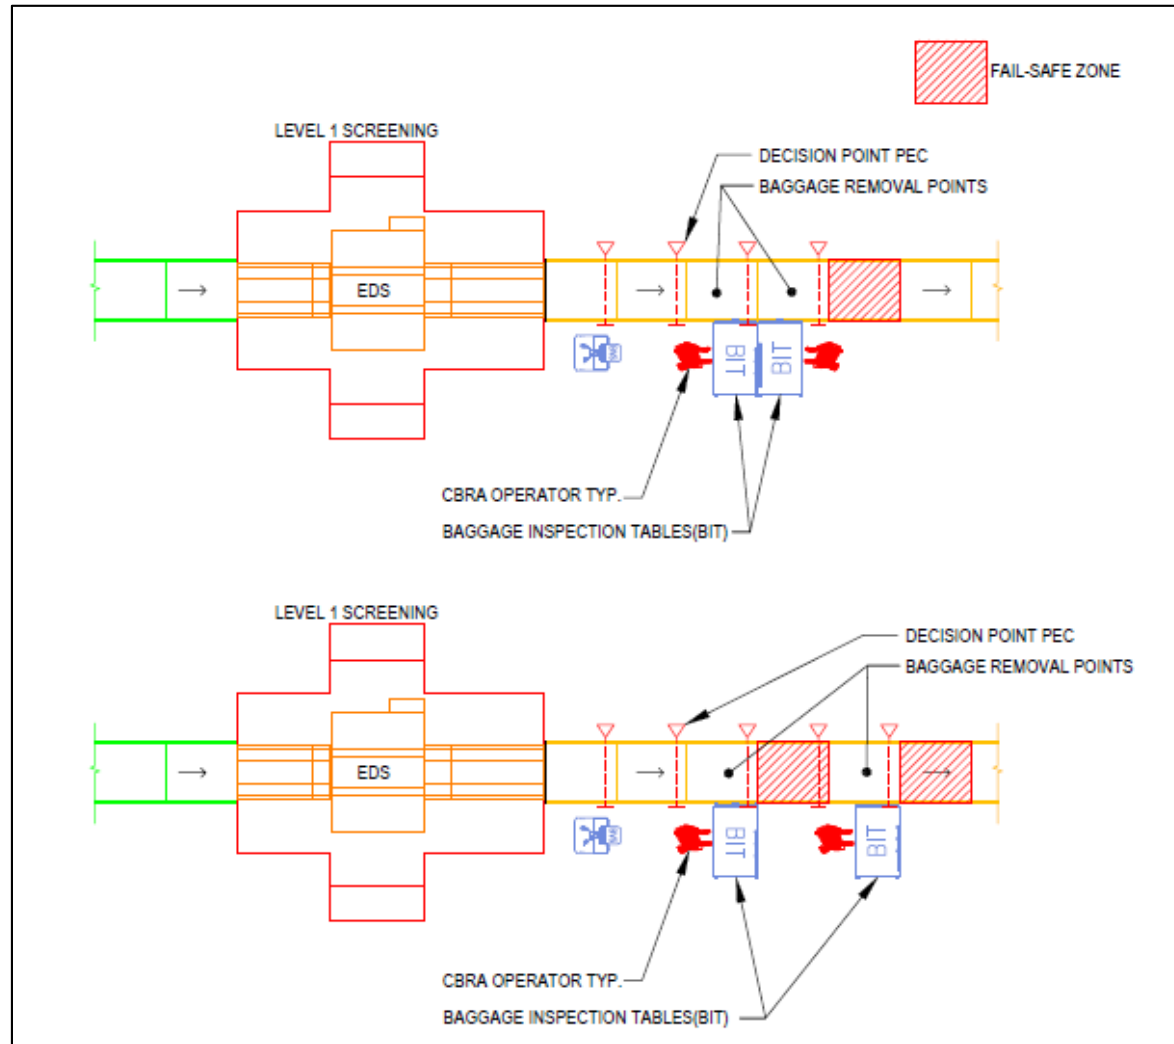 FAIL-SAFE ZONE
LEVEL 1 SCREENING
DECISION POINT PEC
BAGGAGE REMOVAL POINTS
EDS
BIT
BIT
CBRA OPERATOR TYP.
BAGGAGE INSPECTION TABLES(BIT)
LEVEL 1 SCREENING
DECISION POINT PEC
BAGGAGE REMOVAL POINTS
EDS
BIT
BIT
CBRA OPERATOR TYP.
BAGGAGE INSPECTION TABLES(BIT)